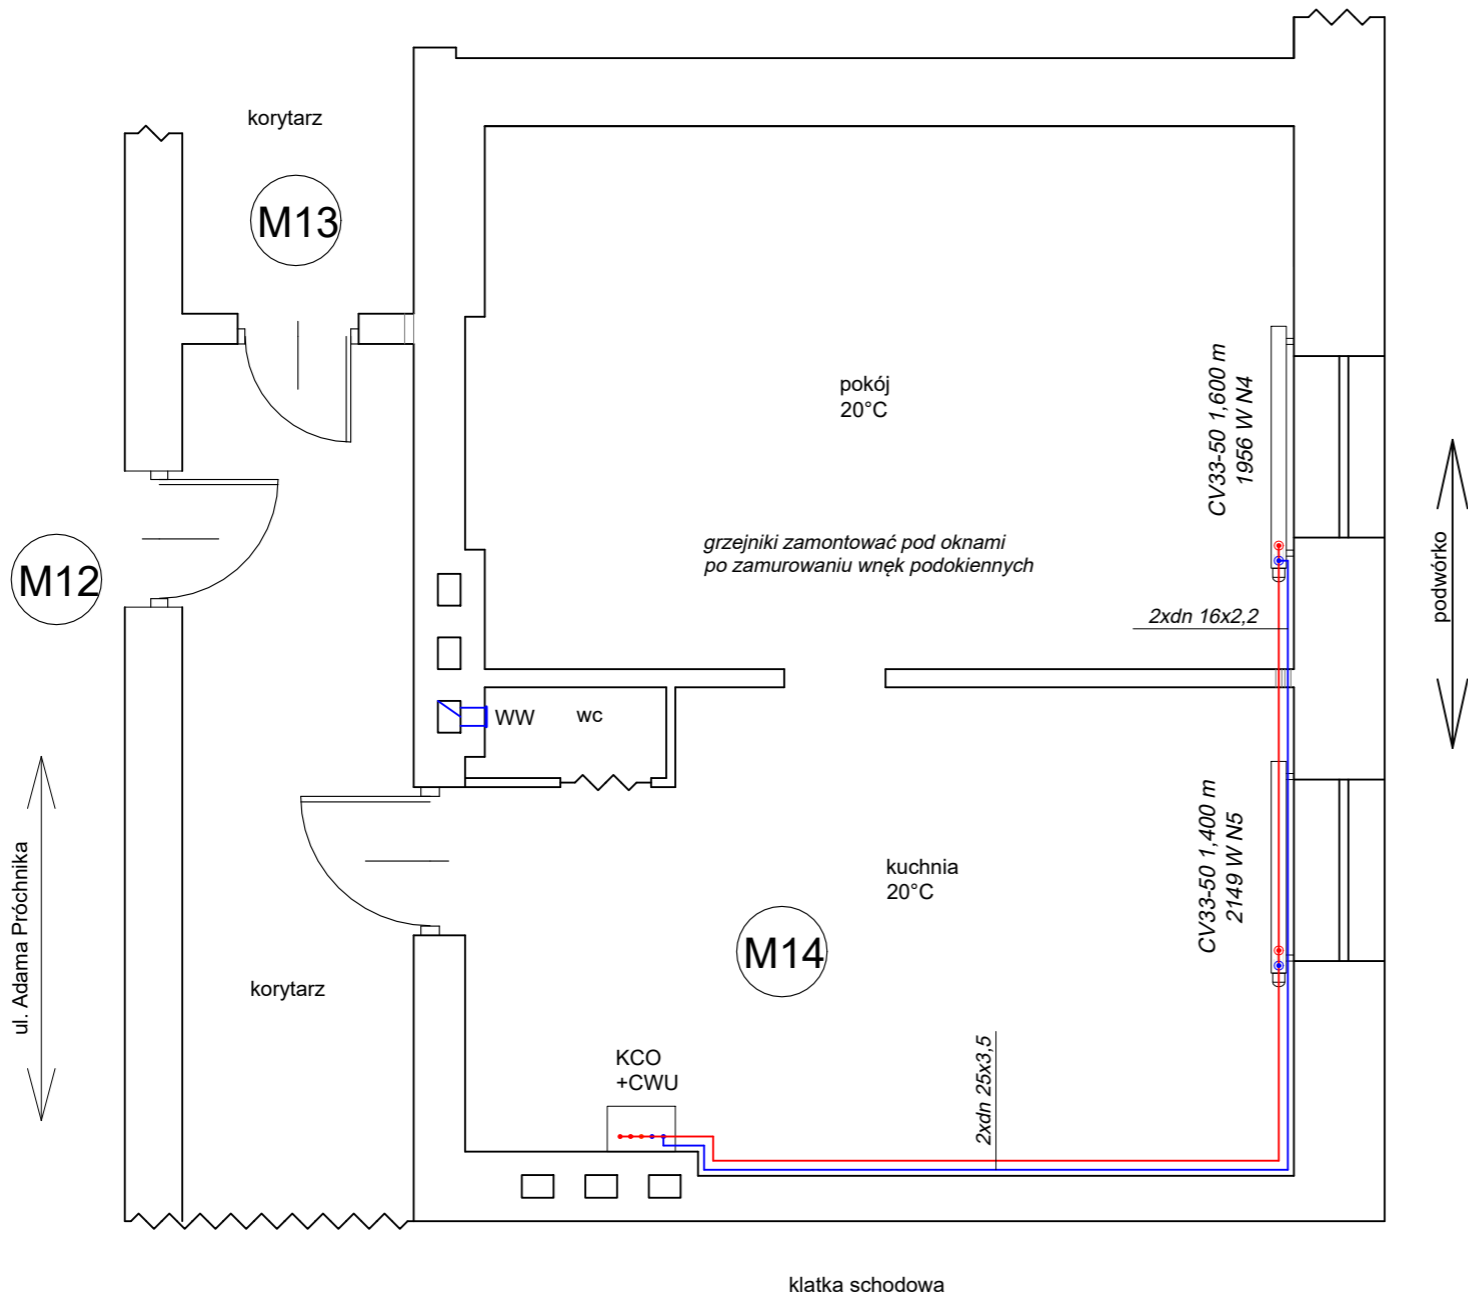 korytarz
M13
pokój
20°C
CV33-50 1,600 m
1956 W N4
grzejniki zamontować pod oknami
po zamurowaniu wnęk podokiennych
M12
podwórko
2xdn 16x2,2
WW
wc
kuchnia
20°C
CV33-50 1,400 m
2149 W N5
ul. Adama Próchnika
M14
korytarz
KCO
+CWU
2xdn 25x3,5
klatka schodowa